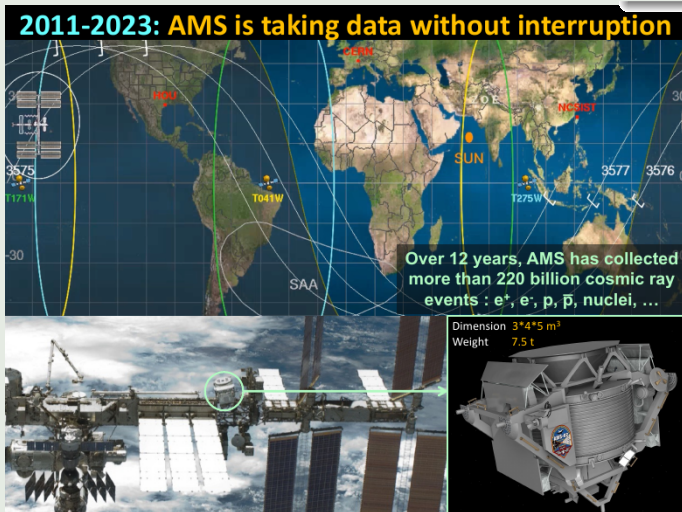 2011-2023: AMS is taking data without interruption
CERN
NCSIST
SUN
3575
3577
3576
T171W
T041W
T275W
-30
SAA
Over 12 years, AMS has collected
more than 220 billion cosmic ray
events : e⁺, e⁻, p, p̅, nuclei, …
Dimension 3*4*5 m³
Weight 7.5 t